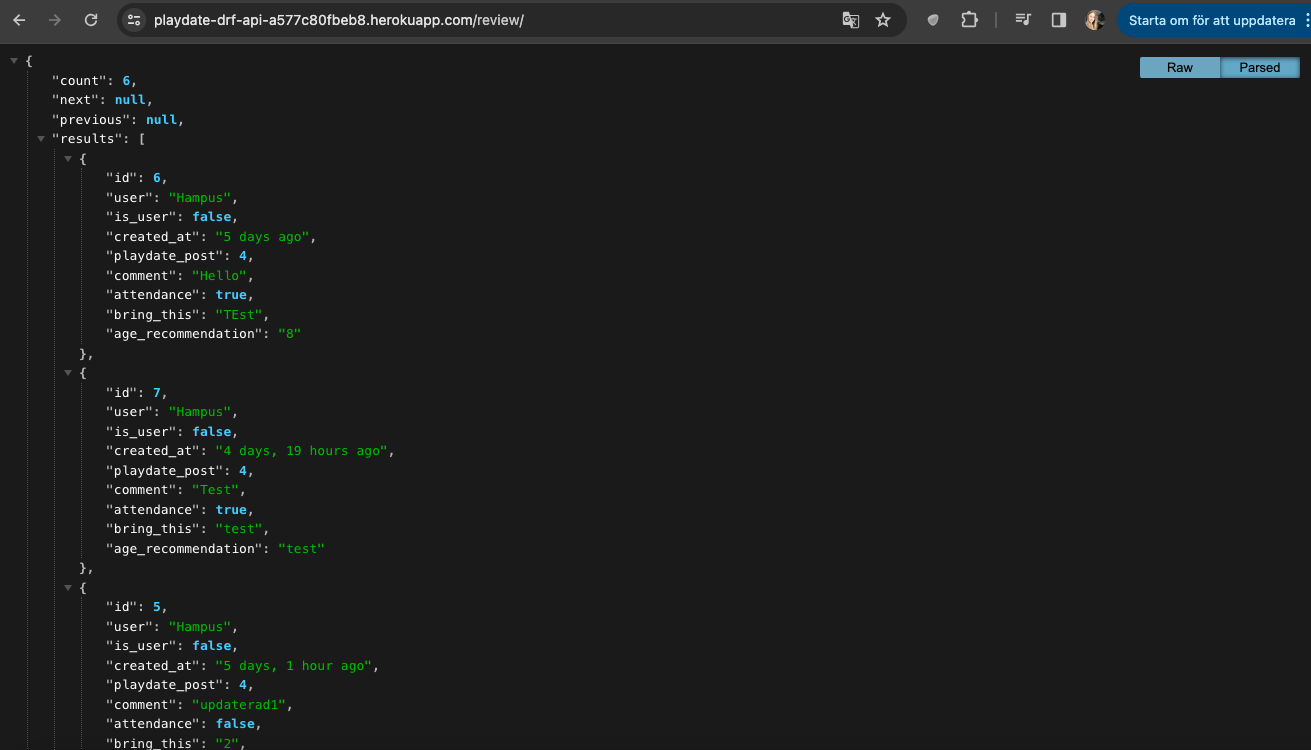 playdate-drf-api-a577c80fbeb8.herokuapp.com/review/
Starta om för att uppdatera
Raw
Parsed
{
"count": 6,
"next": null,
"previous": null,
"results": [
{
"id": 6,
"user": "Hampus",
"is_user": false,
"created_at": "5 days ago",
"playdate_post": 4,
"comment": "Hello",
"attendance": true,
"bring_this": "TEst",
"age_recommendation": "8"
},
{
"id": 7,
"user": "Hampus",
"is_user": false,
"created_at": "4 days, 19 hours ago",
"playdate_post": 4,
"comment": "Test",
"attendance": true,
"bring_this": "test",
"age_recommendation": "test"
},
{
"id": 5,
"user": "Hampus",
"is_user": false,
"created_at": "5 days, 1 hour ago",
"playdate_post": 4,
"comment": "updaterad1",
"attendance": false,
"bring_this": "2",